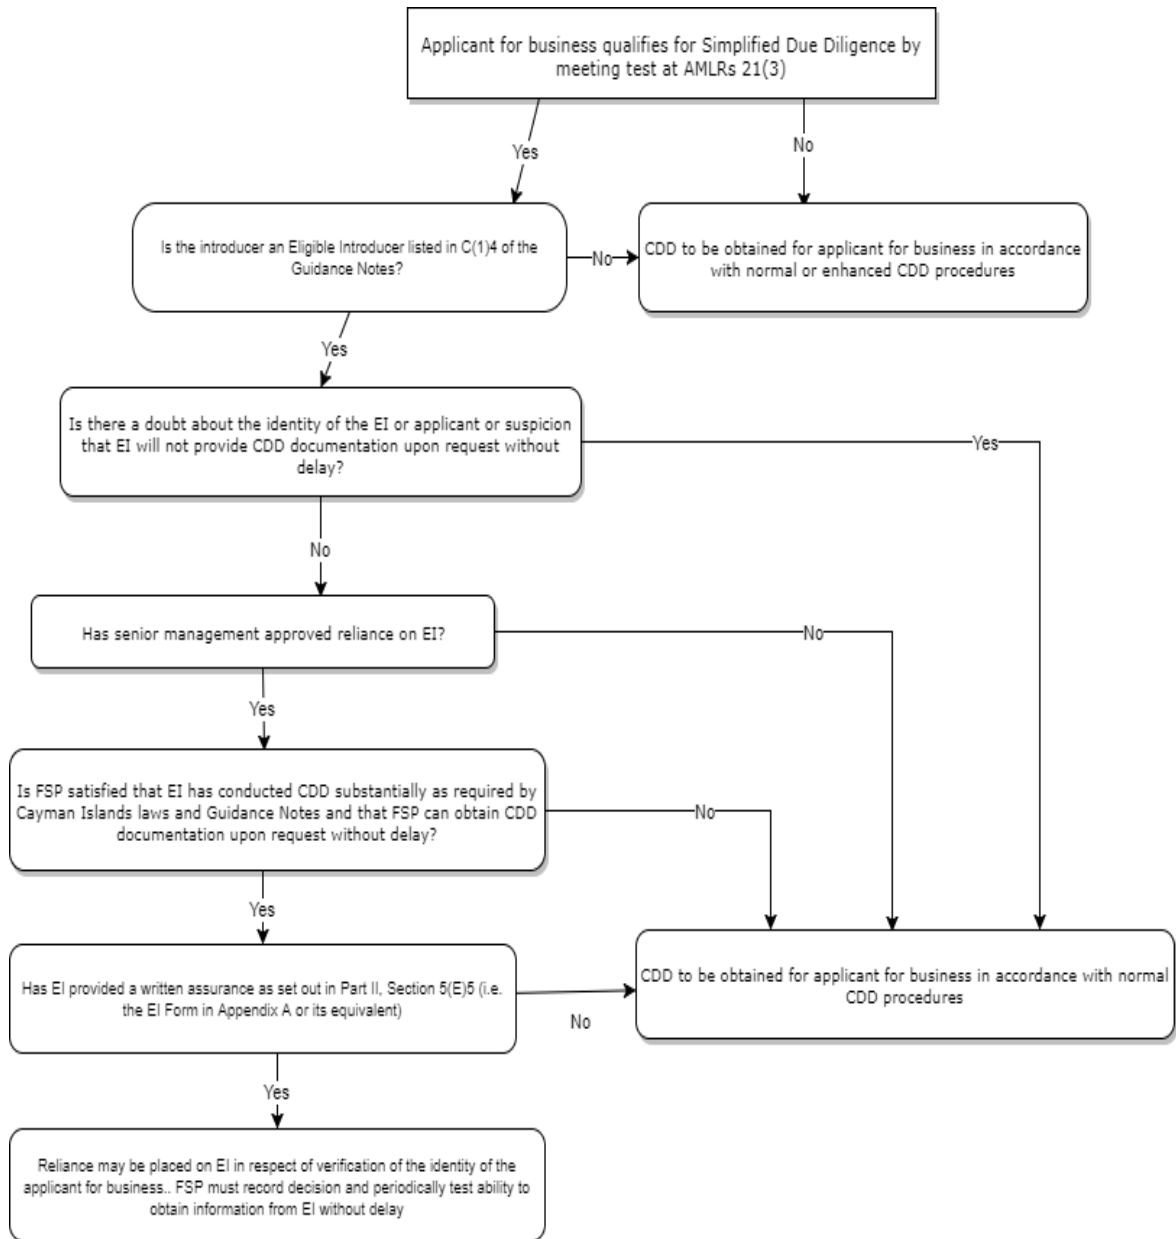 Applicant for business qualifies for Simplified Due Diligence by
meeting test at AMLRs 21(3)
Yes
No
Is the introducer an Eligible Introducer listed in C(1)4 of the
Guidance Notes?
No
CDD to be obtained for applicant for business in accordance
with normal or enhanced CDD procedures
Yes
Is there a doubt about the identity of the EI or applicant or suspicion
that EI will not provide CDD documentation upon request without
delay?
Yes
No
Has senior management approved reliance on EI?
No
Yes
Is FSP satisfied that EI has conducted CDD substantially as required by
Cayman Islands laws and Guidance Notes and that FSP can obtain CDD
documentation upon request without delay?
No
Yes
Has EI provided a written assurance as set out in Part II, Section 5(E)5 (i.e.
the EI Form in Appendix A or its equivalent)
No
CDD to be obtained for applicant for business in accordance with normal
CDD procedures
Yes
Reliance may be placed on EI in respect of verification of the identity of the
applicant for business.. FSP must record decision and periodically test ability to
obtain information from EI without delay